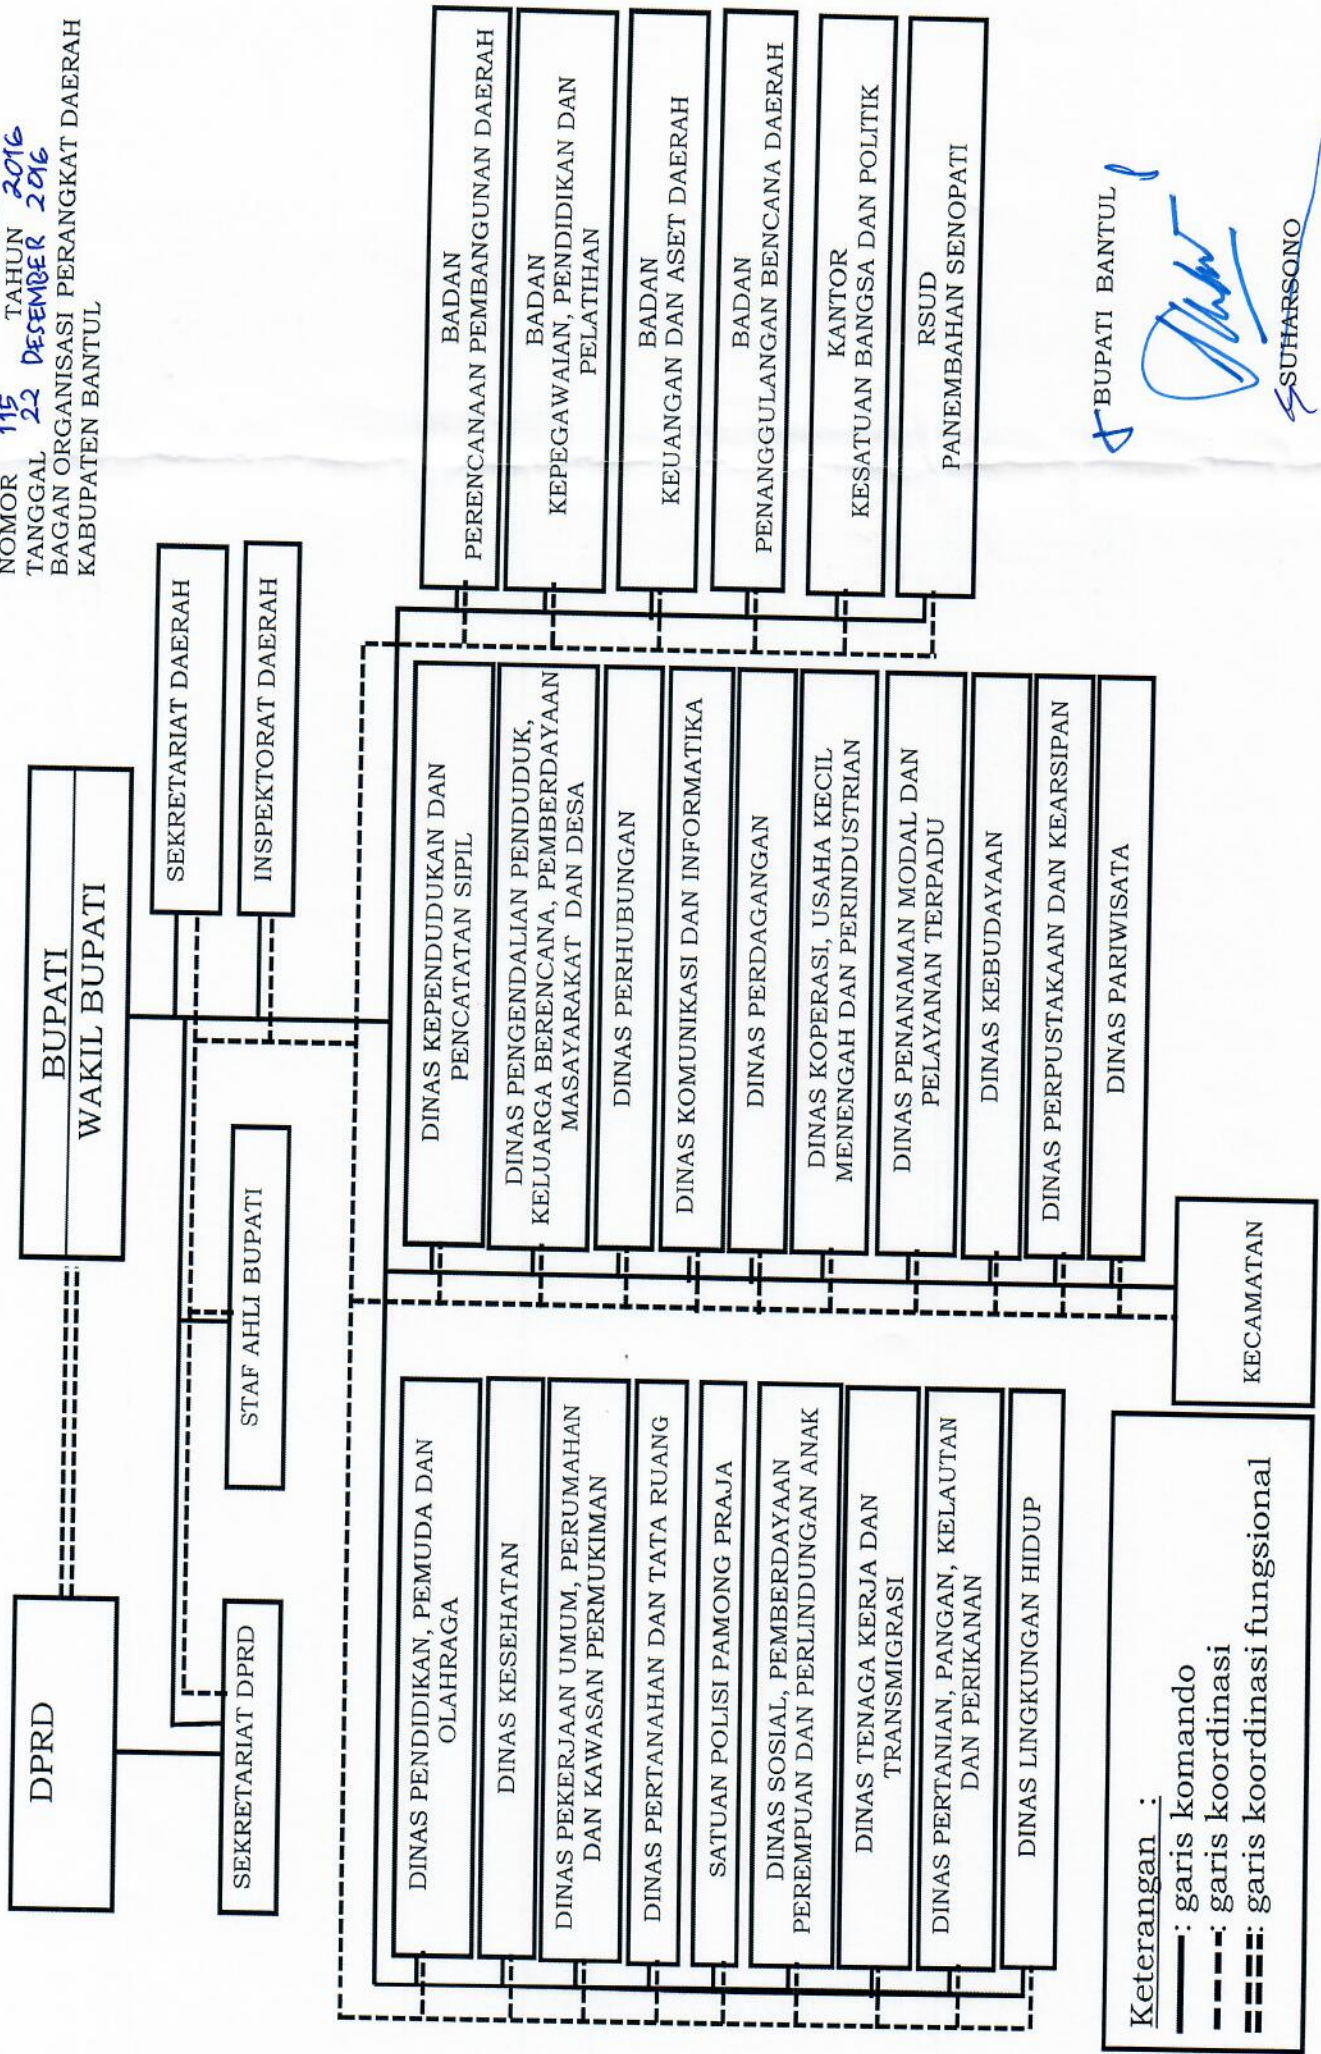 NOMOR 115 TAHUN 2016
TANGGAL 22 DESEMBER 2016
BAGAN ORGANISASI PERANGKAT DAERAH
KABUPATEN BANTUL
DPRD
BUPATI
WAKIL BUPATI
SEKRETARIAT DPRD
STAF AHLI BUPATI
SEKRETARIAT DAERAH
INSPEKTORAT DAERAH
DINAS PENDIDIKAN, PEMUDA DAN
OLAHRAGA
DINAS KESEHATAN
DINAS PEKERJAAN UMUM, PERUMAHAN
DAN KAWASAN PERMUKIMAN
DINAS PERTANAHAN DAN TATA RUANG
SATUAN POLISI PAMONG PRAJA
DINAS SOSIAL, PEMBERDAYAAN
PEREMPUAN DAN PERLINDUNGAN ANAK
DINAS TENAGA KERJA DAN
TRANSMIGRASI
DINAS PERTANIAN, PANGAN, KELAUTAN
DAN PERIKANAN
DINAS LINGKUNGAN HIDUP
DINAS KEPENDUDUKAN DAN
PENCATATAN SIPIL
DINAS PENGENDALIAN PENDUDUK,
KELUARGA BERENCANA, PEMBERDAYAAN
MASAYARAKAT DAN DESA
DINAS PERHUBUNGAN
DINAS KOMUNIKASI DAN INFORMATIKA
DINAS PERDAGANGAN
DINAS KOPERASI, USAHA KECIL
MENENGAH DAN PERINDUSTRIAN
DINAS PENANAMAN MODAL DAN
PELAYANAN TERPADU
DINAS KEBUDAYAAN
DINAS PERPUSTAKAAN DAN KEARSIPAN
DINAS PARIWISATA
KECAMATAN
BADAN
PERENCANAAN PEMBANGUNAN DAERAH
BADAN
KEPEGAWAIAN, PENDIDIKAN DAN
PELATIHAN
BADAN
KEUANGAN DAN ASET DAERAH
BADAN
PENANGGULANGAN BENCANA DAERAH
KANTOR
KESATUAN BANGSA DAN POLITIK
RSUD
PANEMBAHAN SENOPATI
Keterangan :
: garis komando
: garis koordinasi
: garis koordinasi fungsional
BUPATI BANTUL
SUHARSONO